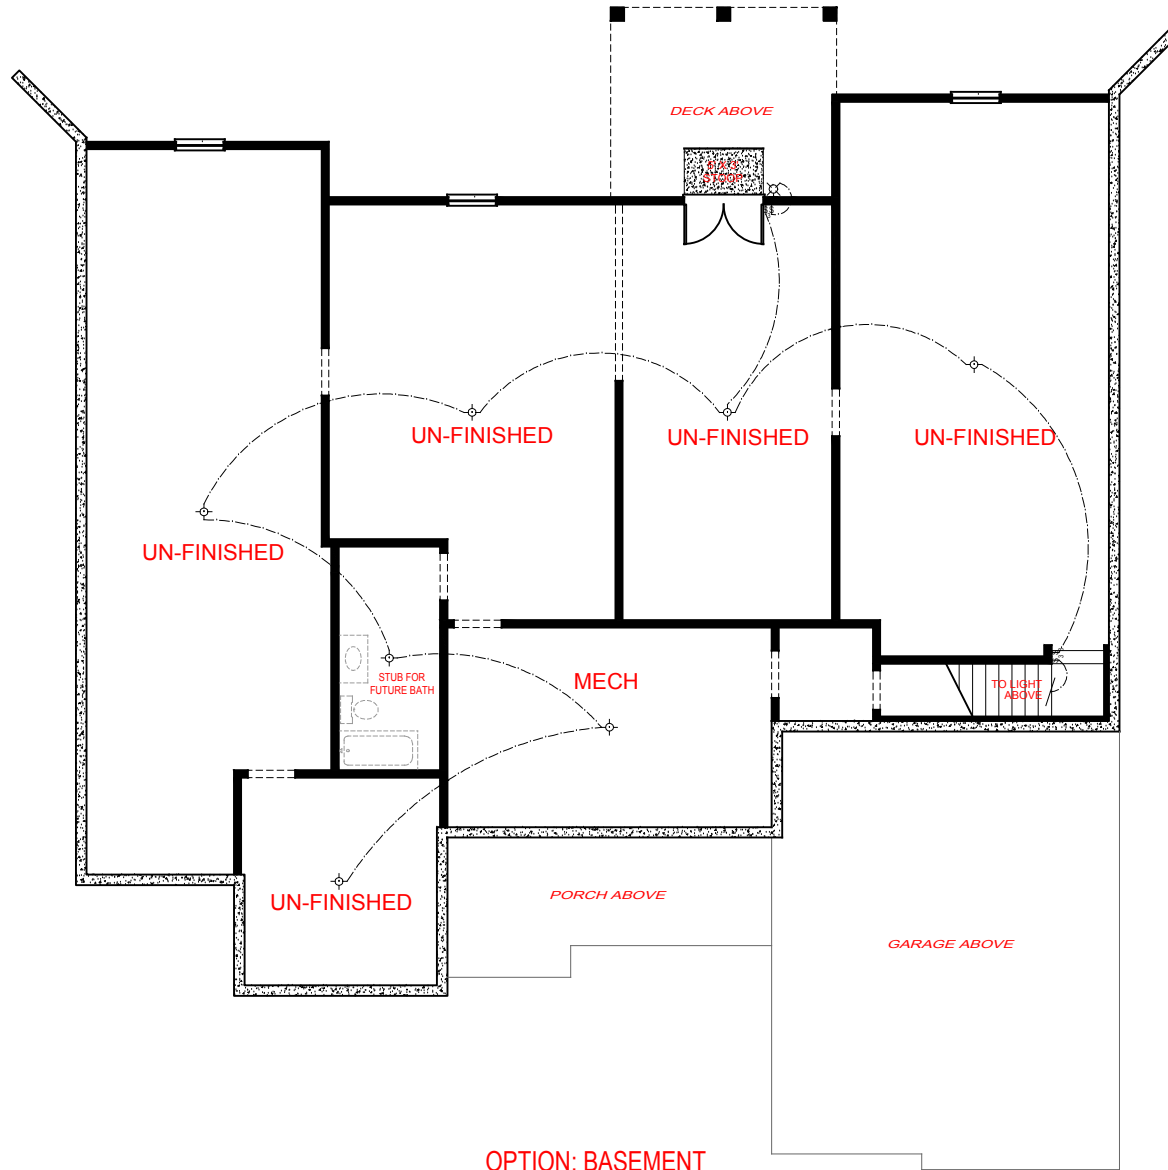 DECK ABOVE
STOOP
UN-FINISHED
UN-FINISHED
UN-FINISHED
UN-FINISHED
STUB FOR
FUTURE BATH
MECH
TO LIGHT
ABOVE
UN-FINISHED
PORCH ABOVE
GARAGE ABOVE
OPTION: BASEMENT